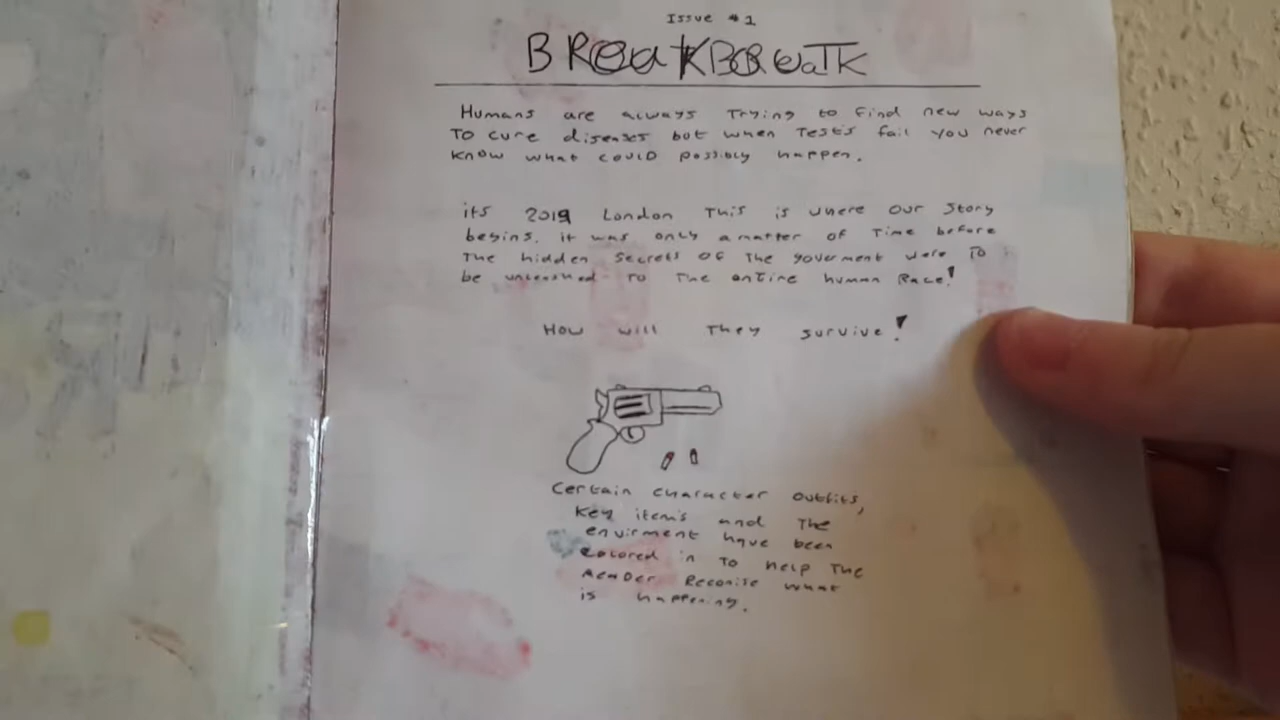 Issue #1
Humans are always Trying to find new ways
To cure diseases but when Tests fail you never
know what could possibly happen.
its 2019 London This is where our Story
begins. it was only a matter of Time before
The hidden Secrets of The goverment were To
be unleashed To The entire human Race!
How will They survive!
Certain character outfits,
Key items and The
envirment have been
colored in To help The
Reader Reconise what
is happening.